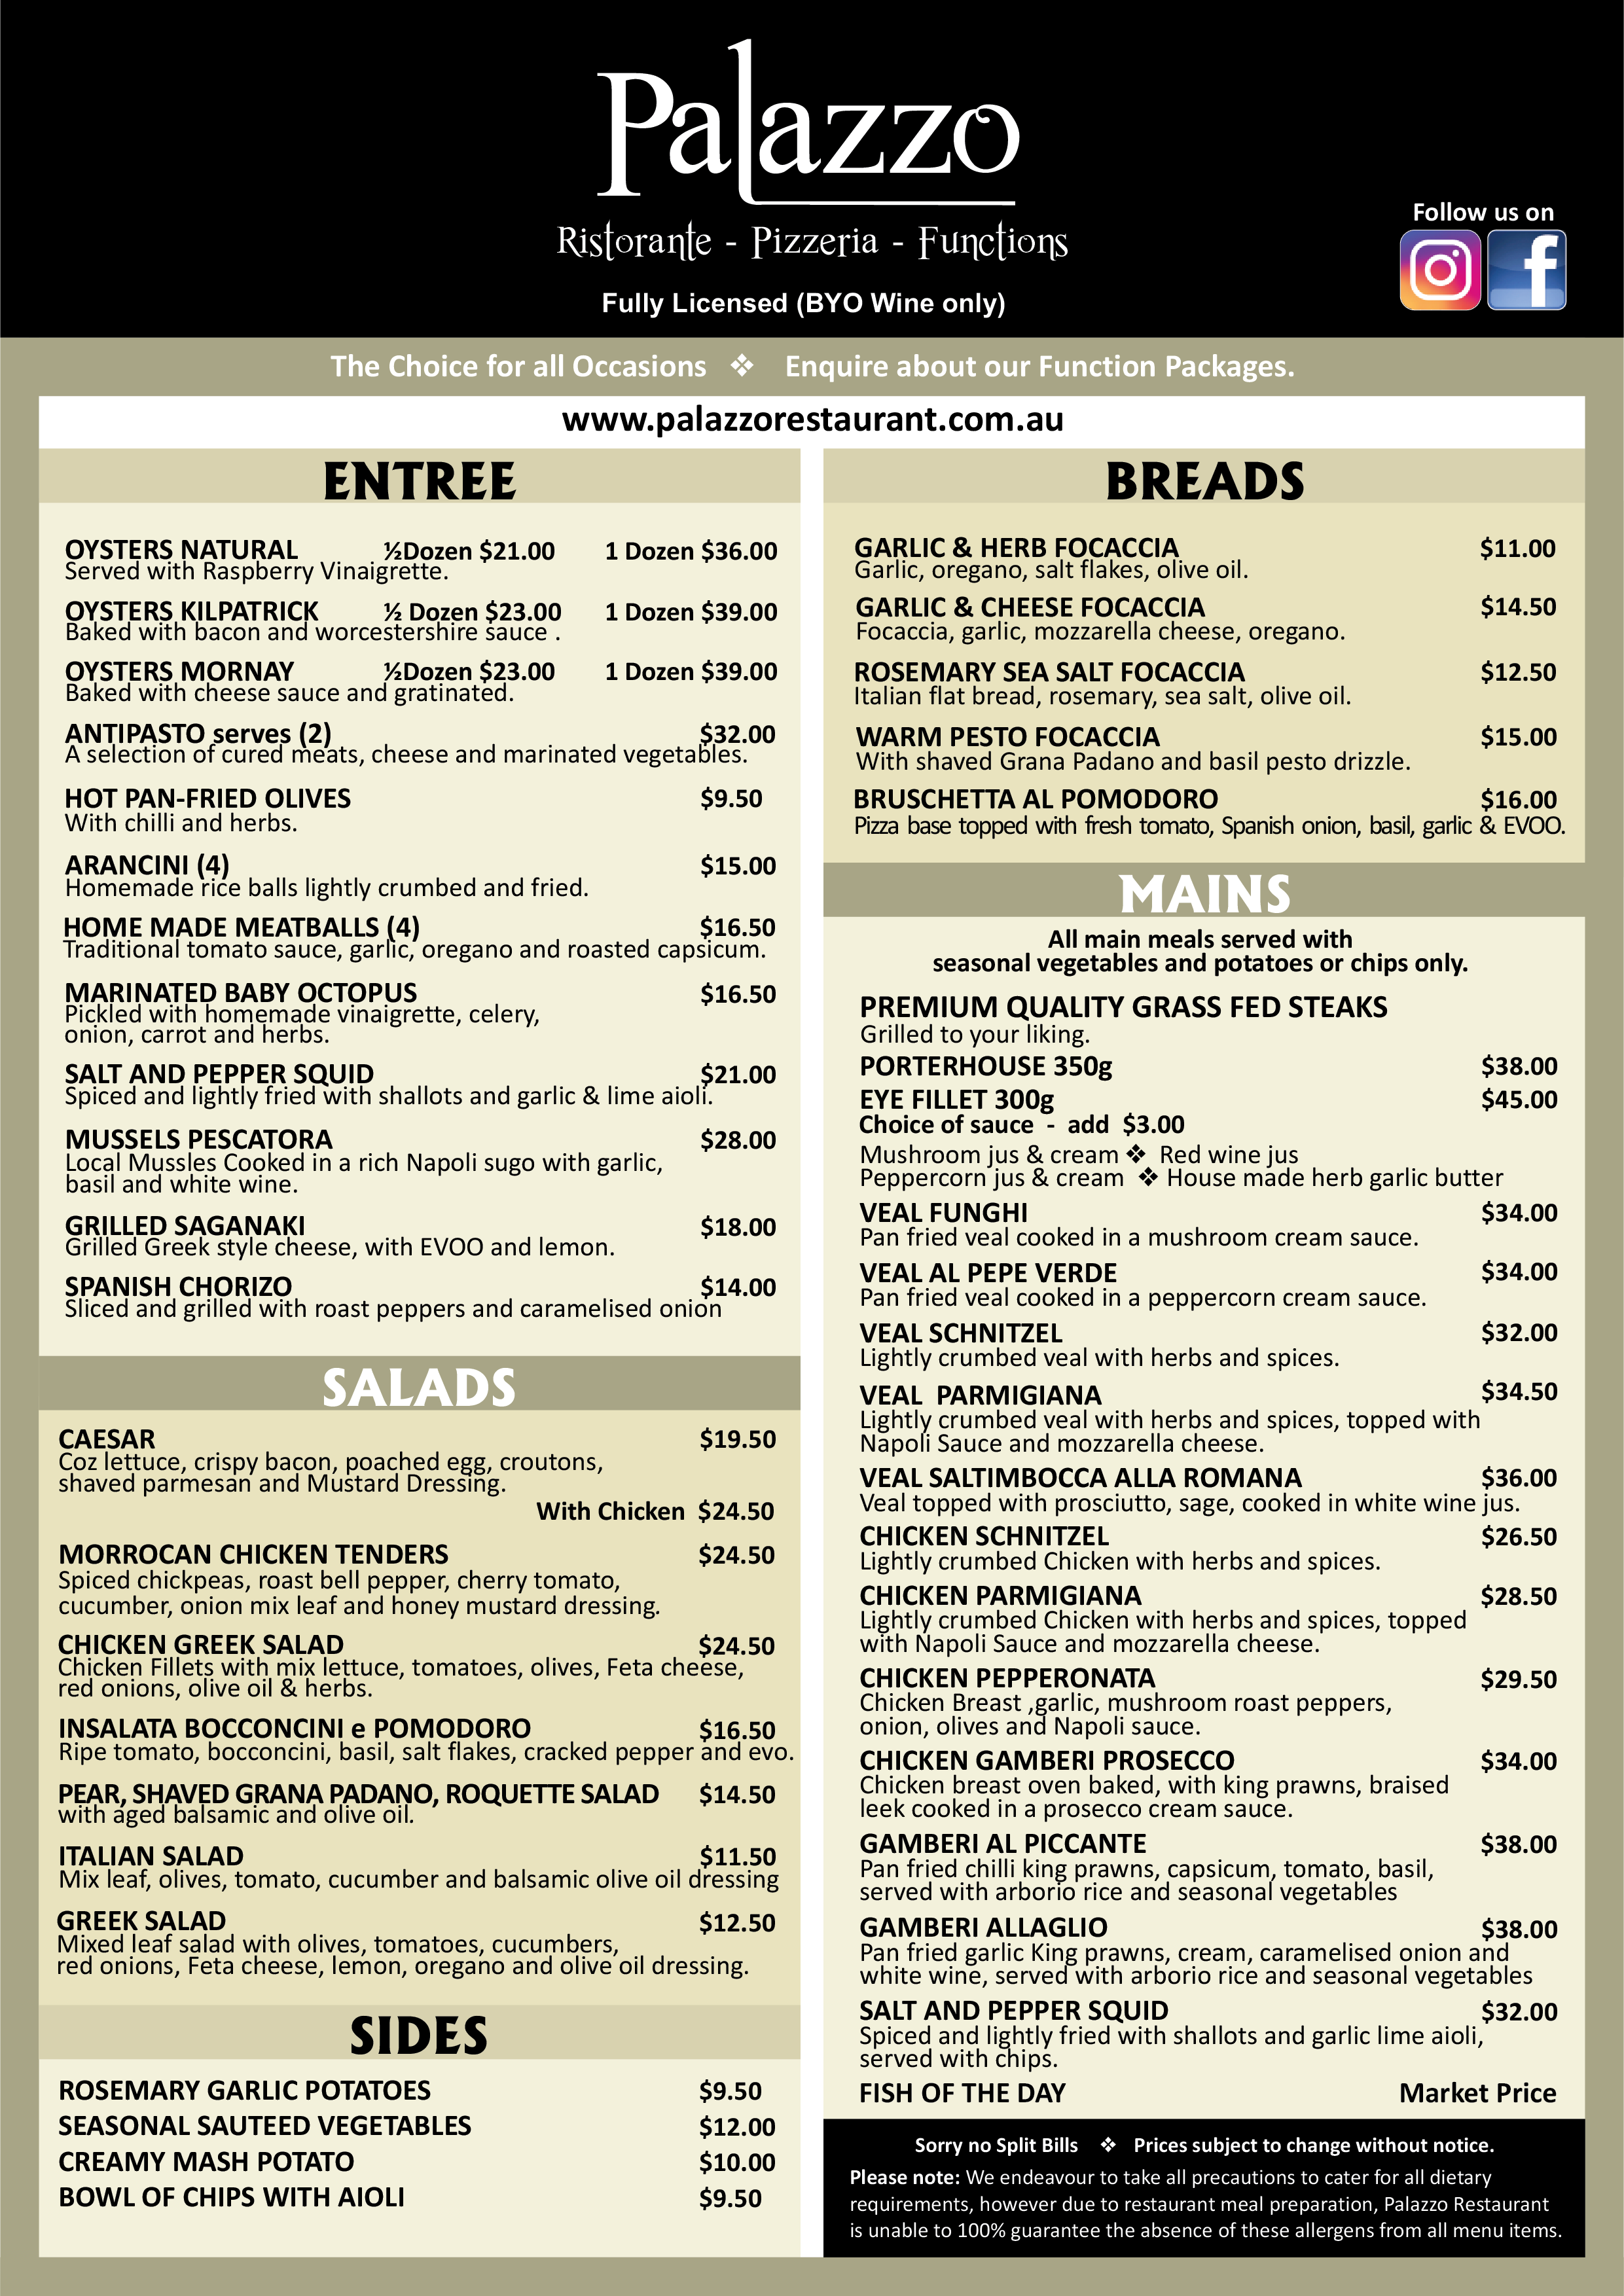 Palazzo
Ristorante - Pizzeria - Functions
Fully Licensed (BYO Wine only)
Follow us on
The Choice for all Occasions ❖ Enquire about our Function Packages.
www.palazzorestaurant.com.au
ENTREE
OYSTERS NATURAL ½Dozen $21.00 1 Dozen $36.00
Served with Raspberry Vinaigrette.
OYSTERS KILPATRICK ½ Dozen $23.00 1 Dozen $39.00
Baked with bacon and worcestershire sauce .
OYSTERS MORNAY ½Dozen $23.00 1 Dozen $39.00
Baked with cheese sauce and gratinated.
ANTIPASTO serves (2) $32.00
A selection of cured meats, cheese and marinated vegetables.
HOT PAN-FRIED OLIVES $9.50
With chilli and herbs.
ARANCINI (4) $15.00
Homemade rice balls lightly crumbed and fried.
HOME MADE MEATBALLS (4) $16.50
Traditional tomato sauce, garlic, oregano and roasted capsicum.
MARINATED BABY OCTOPUS $16.50
Pickled with homemade vinaigrette, celery,
onion, carrot and herbs.
SALT AND PEPPER SQUID $21.00
Spiced and lightly fried with shallots and garlic & lime aioli.
MUSSELS PESCATORA $28.00
Local Mussles Cooked in a rich Napoli sugo with garlic,
basil and white wine.
GRILLED SAGANAKI $18.00
Grilled Greek style cheese, with EVOO and lemon.
SPANISH CHORIZO $14.00
Sliced and grilled with roast peppers and caramelised onion
SALADS
CAESAR $19.50
Coz lettuce, crispy bacon, poached egg, croutons,
shaved parmesan and Mustard Dressing.
With Chicken $24.50
MORROCAN CHICKEN TENDERS $24.50
Spiced chickpeas, roast bell pepper, cherry tomato,
cucumber, onion mix leaf and honey mustard dressing.
CHICKEN GREEK SALAD $24.50
Chicken Fillets with mix lettuce, tomatoes, olives, Feta cheese,
red onions, olive oil & herbs.
INSALATA BOCCONCINI e POMODORO $16.50
Ripe tomato, bocconcini, basil, salt flakes, cracked pepper and evo.
PEAR, SHAVED GRANA PADANO, ROQUETTE SALAD $14.50
with aged balsamic and olive oil.
ITALIAN SALAD $11.50
Mix leaf, olives, tomato, cucumber and balsamic olive oil dressing
GREEK SALAD $12.50
Mixed leaf salad with olives, tomatoes, cucumbers,
red onions, Feta cheese, lemon, oregano and olive oil dressing.
SIDES
ROSEMARY GARLIC POTATOES $9.50
SEASONAL SAUTEED VEGETABLES $12.00
CREAMY MASH POTATO $10.00
BOWL OF CHIPS WITH AIOLI $9.50
BREADS
GARLIC & HERB FOCACCIA $11.00
Garlic, oregano, salt flakes, olive oil.
GARLIC & CHEESE FOCACCIA $14.50
Focaccia, garlic, mozzarella cheese, oregano.
ROSEMARY SEA SALT FOCACCIA $12.50
Italian flat bread, rosemary, sea salt, olive oil.
WARM PESTO FOCACCIA $15.00
With shaved Grana Padano and basil pesto drizzle.
BRUSCHETTA AL POMODORO $16.00
Pizza base topped with fresh tomato, Spanish onion, basil, garlic & EVOO.
MAINS
All main meals served with
seasonal vegetables and potatoes or chips only.
PREMIUM QUALITY GRASS FED STEAKS
Grilled to your liking.
PORTERHOUSE 350g $38.00
EYE FILLET 300g $45.00
Choice of sauce - add $3.00
Mushroom jus & cream ❖ Red wine jus
Peppercorn jus & cream ❖ House made herb garlic butter
VEAL FUNGHI $34.00
Pan fried veal cooked in a mushroom cream sauce.
VEAL AL PEPE VERDE $34.00
Pan fried veal cooked in a peppercorn cream sauce.
VEAL SCHNITZEL $32.00
Lightly crumbed veal with herbs and spices.
VEAL PARMIGIANA $34.50
Lightly crumbed veal with herbs and spices, topped with
Napoli Sauce and mozzarella cheese.
VEAL SALTIMBOCCA ALLA ROMANA $36.00
Veal topped with prosciutto, sage, cooked in white wine jus.
CHICKEN SCHNITZEL $26.50
Lightly crumbed Chicken with herbs and spices.
CHICKEN PARMIGIANA $28.50
Lightly crumbed Chicken with herbs and spices, topped
with Napoli Sauce and mozzarella cheese.
CHICKEN PEPPERONATA $29.50
Chicken Breast ,garlic, mushroom roast peppers,
onion, olives and Napoli sauce.
CHICKEN GAMBERI PROSECCO $34.00
Chicken breast oven baked, with king prawns, braised
leek cooked in a prosecco cream sauce.
GAMBERI AL PICCANTE $38.00
Pan fried chilli king prawns, capsicum, tomato, basil,
served with arborio rice and seasonal vegetables
GAMBERI ALLAGLIO $38.00
Pan fried garlic King prawns, cream, caramelised onion and
white wine, served with arborio rice and seasonal vegetables
SALT AND PEPPER SQUID $32.00
Spiced and lightly fried with shallots and garlic lime aioli,
served with chips.
FISH OF THE DAY Market Price
Sorry no Split Bills ❖ Prices subject to change without notice.
Please note: We endeavour to take all precautions to cater for all dietary
requirements, however due to restaurant meal preparation, Palazzo Restaurant
is unable to 100% guarantee the absence of these allergens from all menu items.